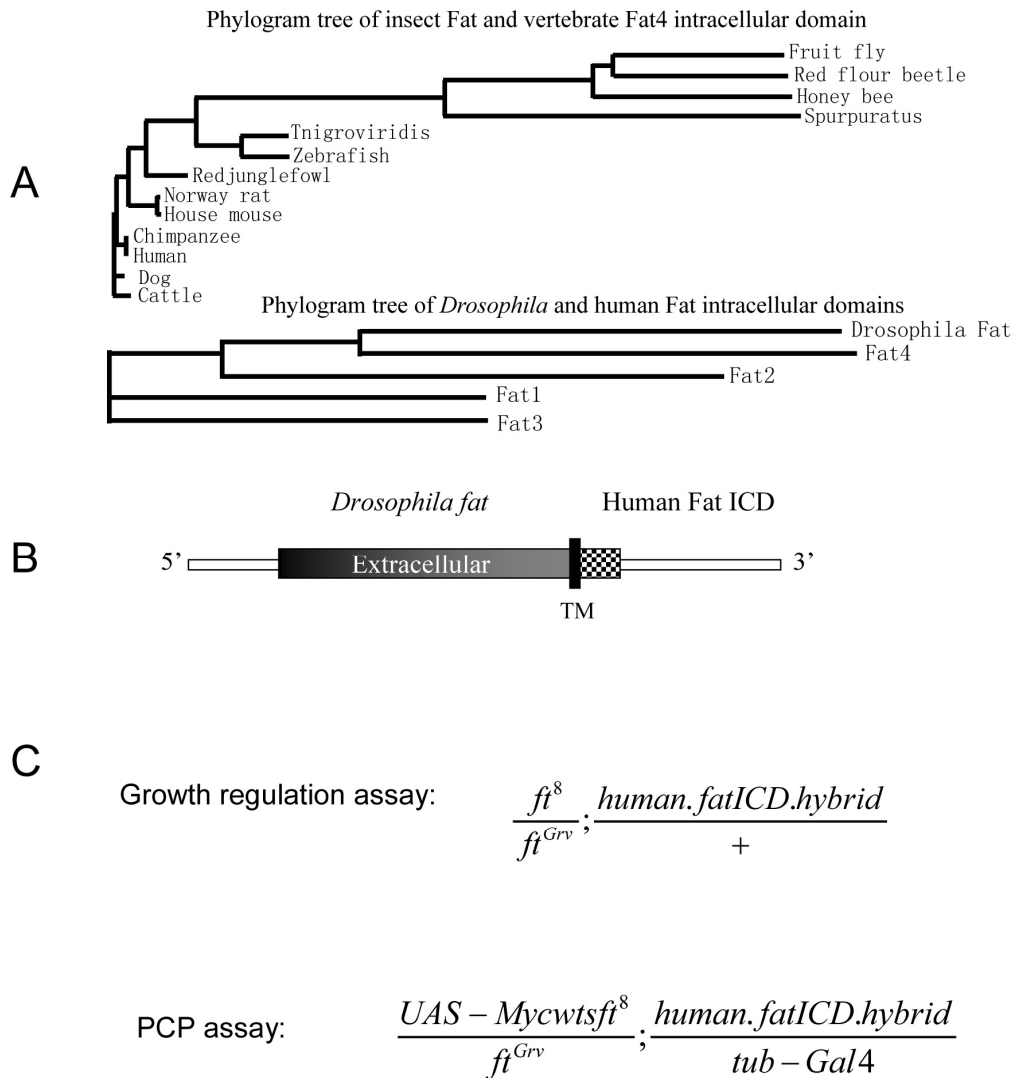 Phylogram tree of insect Fat and vertebrate Fat4 intracellular domain
A
Fruit fly
Red flour beetle
Honey bee
Spurpuratus
Tnigroviridis
Zebrafish
Redjunglefowl
Norway rat
House mouse
Chimpanzee
Human
Dog
Cattle
Phylogram tree of Drosophila and human Fat intracellular domains
Drosophila Fat
Fat4
Fat2
Fat1
Fat3
B
Drosophila fat Human Fat ICD
5’ Extracellular 3’
TM
C
Growth regulation assay:
ft^8 / ft^Grv ; human.fatICD.hybrid / +
PCP assay:
UAS – Mycwtsft^8 / ft^Grv ; human.fatICD.hybrid / tub – Gal4